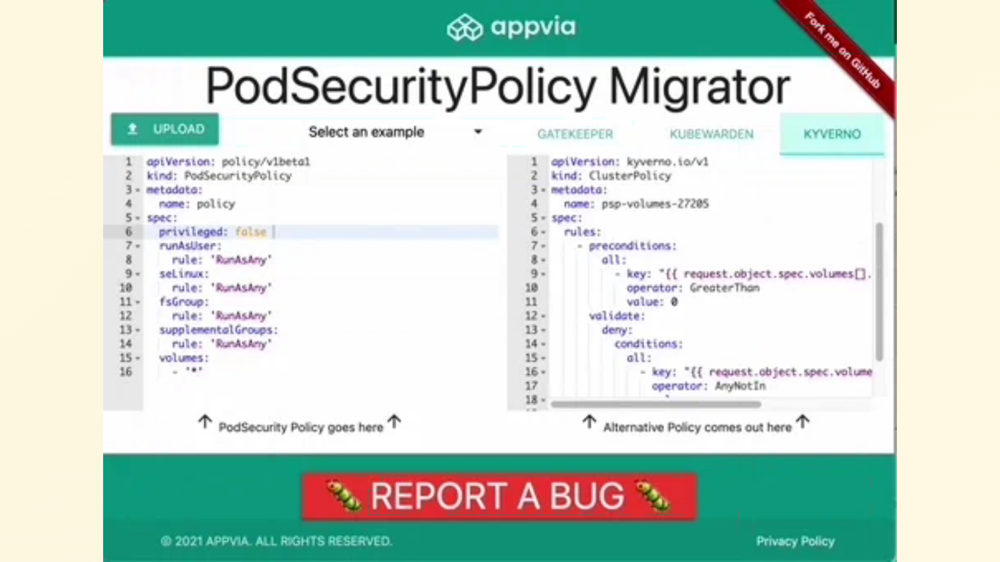 appvia
Fork me on GitHub
PodSecurityPolicy Migrator
UPLOAD
Select an example
GATEKEEPER
KUBEWARDEN
KYVERNO
1 apiVersion: policy/v1beta1
2 kind: PodSecurityPolicy
3 metadata:
4 name: policy
5 spec:
6 privileged: false
7 runAsUser:
8 rule: 'RunAsAny'
9 seLinux:
10 rule: 'RunAsAny'
11 fsGroup:
12 rule: 'RunAsAny'
13 supplementalGroups:
14 rule: 'RunAsAny'
15 volumes:
16 - '*'
1 apiVersion: kyverno.io/v1
2 kind: ClusterPolicy
3 metadata:
4 name: psp-volumes-27205
5 spec:
6 rules:
7 - preconditions:
8 all:
9 - key: "{{ request.object.spec.volumes[].
10 operator: GreaterThan
11 value: 0
12 validate:
13 deny:
14 conditions:
15 all:
16 - key: "{{ request.object.spec.volume
17 operator: AnyNotIn
18
↑ PodSecurity Policy goes here ↑
↑ Alternative Policy comes out here ↑
🐛 REPORT A BUG 🐛
© 2021 APPVIA. ALL RIGHTS RESERVED.
Privacy Policy